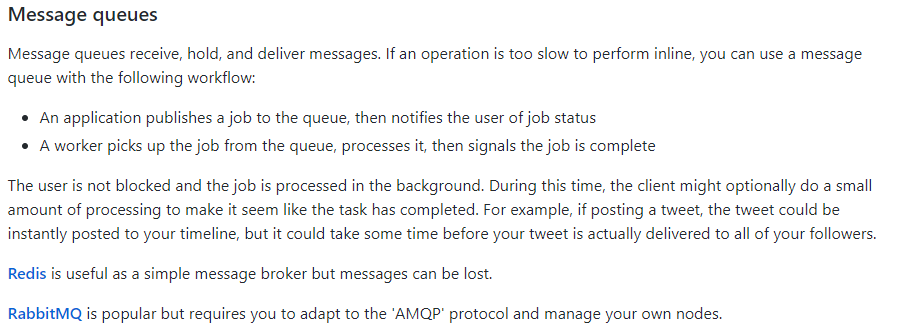 Message queues
Message queues receive, hold, and deliver messages. If an operation is too slow to perform inline, you can use a message
queue with the following workflow:
• An application publishes a job to the queue, then notifies the user of job status
• A worker picks up the job from the queue, processes it, then signals the job is complete
The user is not blocked and the job is processed in the background. During this time, the client might optionally do a small
amount of processing to make it seem like the task has completed. For example, if posting a tweet, the tweet could be
instantly posted to your timeline, but it could take some time before your tweet is actually delivered to all of your followers.
Redis is useful as a simple message broker but messages can be lost.
RabbitMQ is popular but requires you to adapt to the 'AMQP' protocol and manage your own nodes.